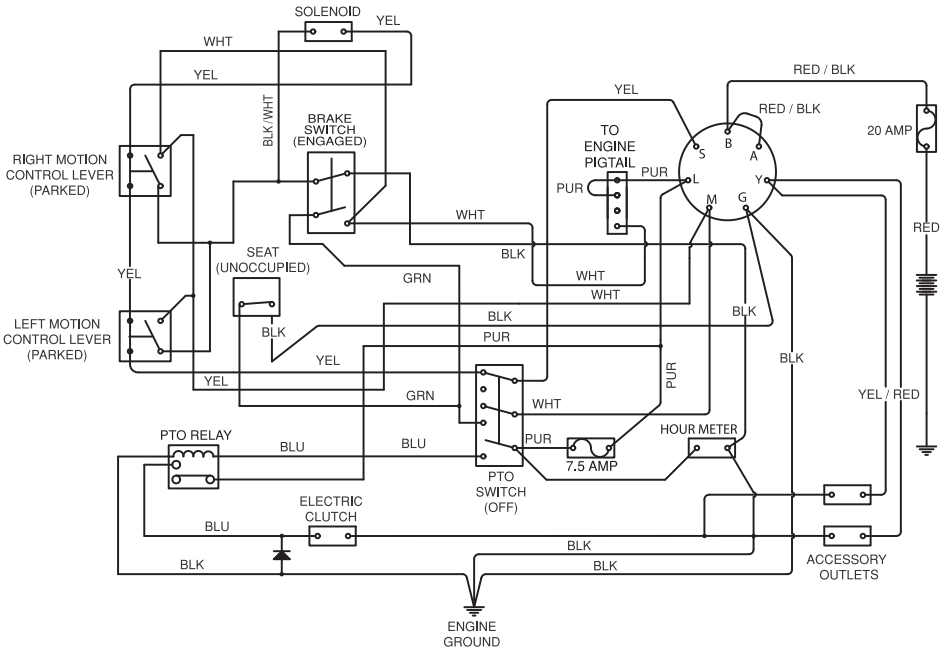 SOLENOID
YEL
WHT
YEL
BLK / WHT
BRAKE
SWITCH
(ENGAGED)
RIGHT MOTION
CONTROL LEVER
(PARKED)
YEL
RED / BLK
RED / BLK
20 AMP
TO
ENGINE
PIGTAIL
PUR
PUR
B
S
A
L
Y
M
G
WHT
BLK
RED
SEAT
(UNOCCUPIED)
GRN
WHT
WHT
YEL
BLK
BLK
BLK
LEFT MOTION
CONTROL LEVER
(PARKED)
PUR
YEL
BLK
YEL
PUR
GRN
WHT
YEL / RED
PTO RELAY
BLU
BLU
PUR
HOUR METER
7.5 AMP
PTO
SWITCH
(OFF)
ELECTRIC
CLUTCH
BLU
BLK
BLK
BLK
ACCESSORY
OUTLETS
ENGINE
GROUND